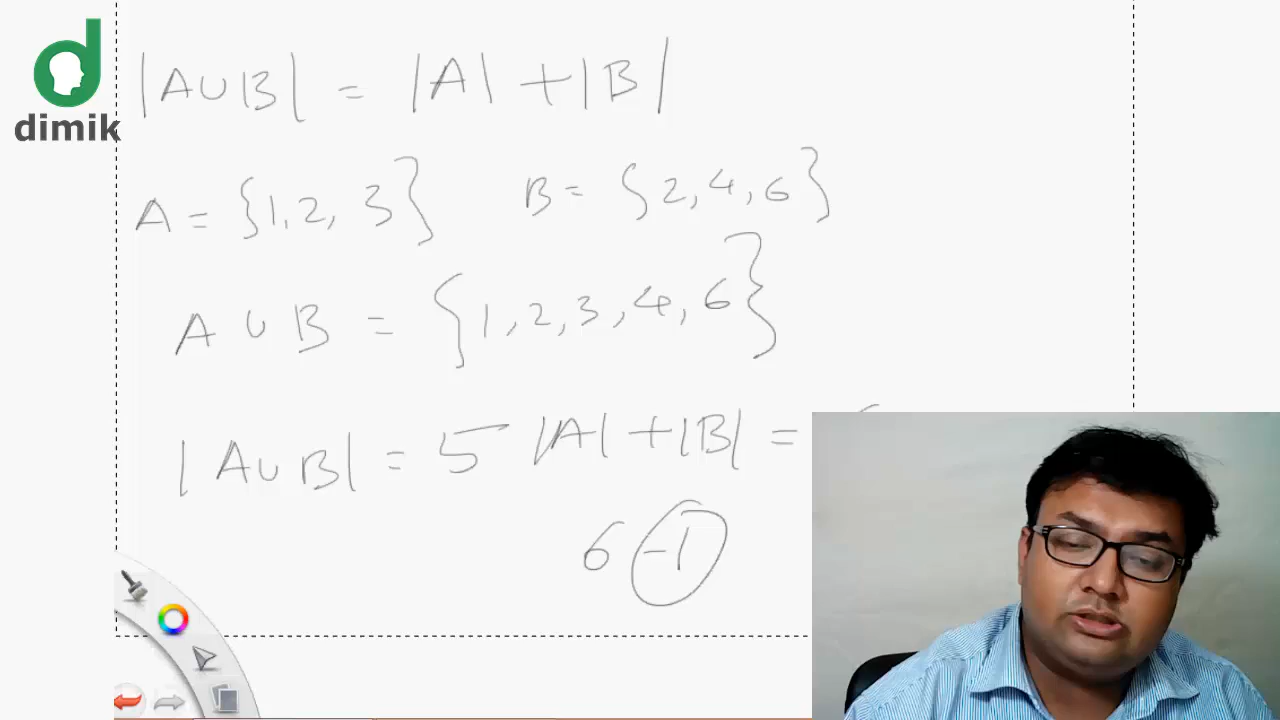 dimik
|A∪B| = |A| + |B|
A = {1, 2, 3} B = {2, 4, 6}
A ∪ B = {1, 2, 3, 4, 6}
|A∪B| = 5 |A| + |B| =
6 -1